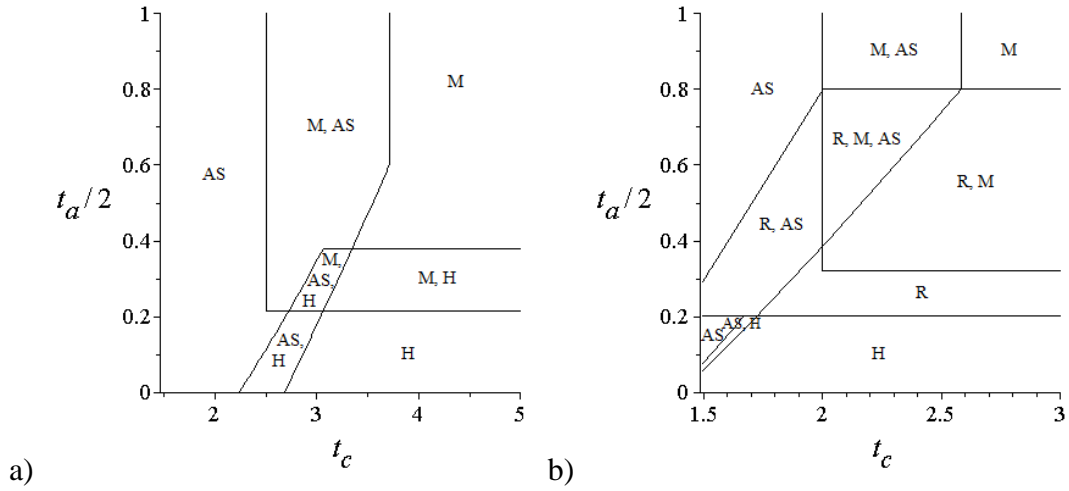 1
0.8
0.6
0.4
0.2
0
t_a / 2
AS
M, AS
M
M,
AS,
H
M, H
AS,
H
H
2
3
4
5
t_c
a)
1
0.8
0.6
0.4
0.2
0
t_a / 2
AS
M, AS
M
R, M, AS
R, M
R, AS
R
AS
AS, H
H
1.5
2
2.5
3
t_c
b)